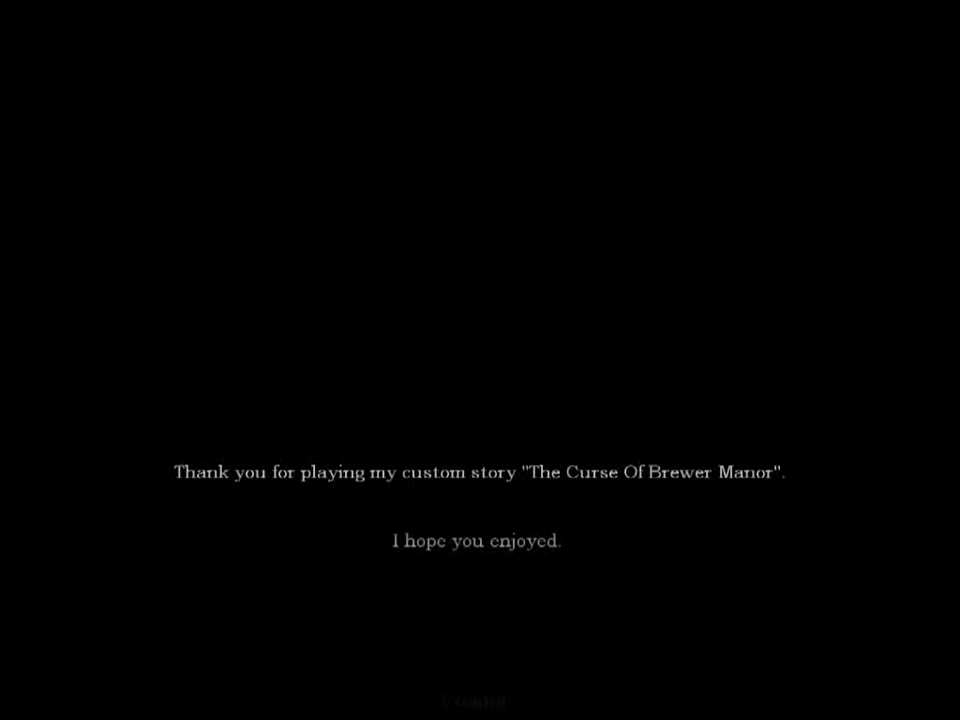 Thank you for playing my custom story "The Curse Of Brewer Manor".
I hope you enjoyed.